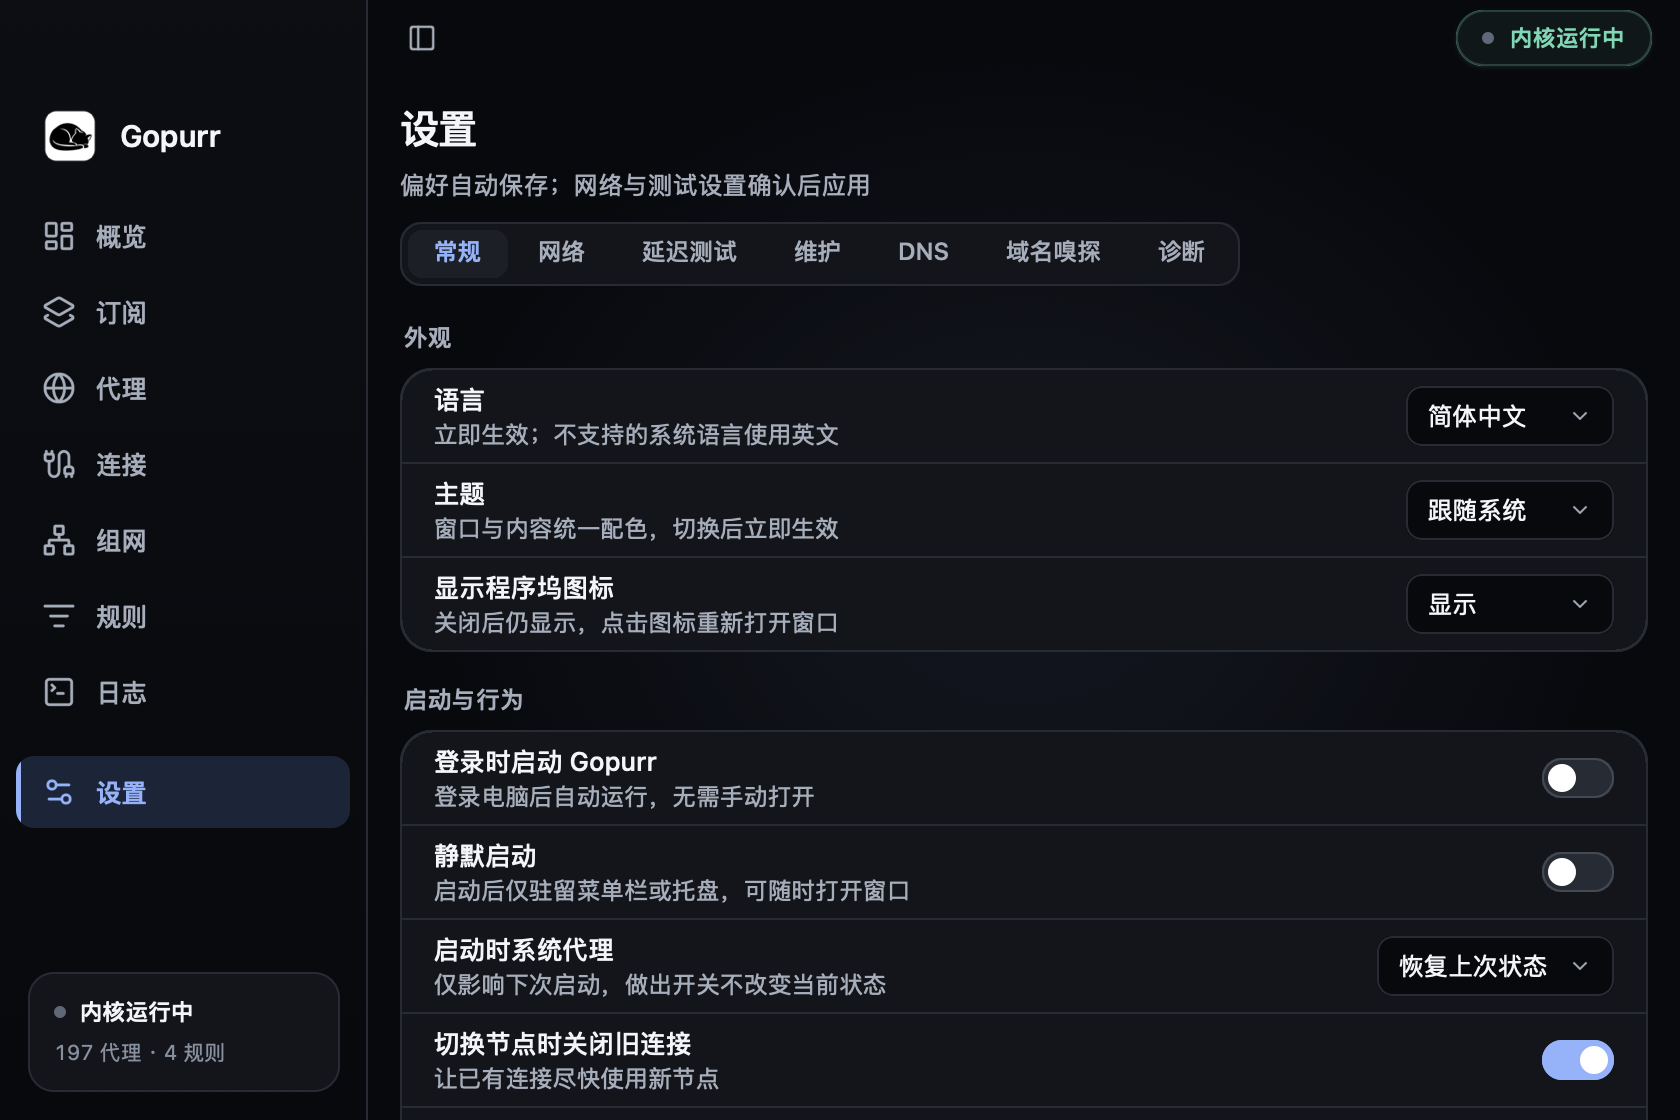 内核运行中
Gopurr
概览
订阅
代理
连接
组网
规则
日志
设置
内核运行中
197 代理 · 4 规则
设置
偏好自动保存；网络与测试设置确认后应用
常规 网络 延迟测试 维护 DNS 域名嗅探 诊断
外观
语言
立即生效；不支持的系统语言使用英文
简体中文
主题
窗口与内容统一配色，切换后立即生效
跟随系统
显示程序坞图标
关闭后仍显示，点击图标重新打开窗口
显示
启动与行为
登录时启动 Gopurr
登录电脑后自动运行，无需手动打开
静默启动
启动后仅驻留菜单栏或托盘，可随时打开窗口
启动时系统代理
仅影响下次启动，做出开关不改变当前状态
恢复上次状态
切换节点时关闭旧连接
让已有连接尽快使用新节点